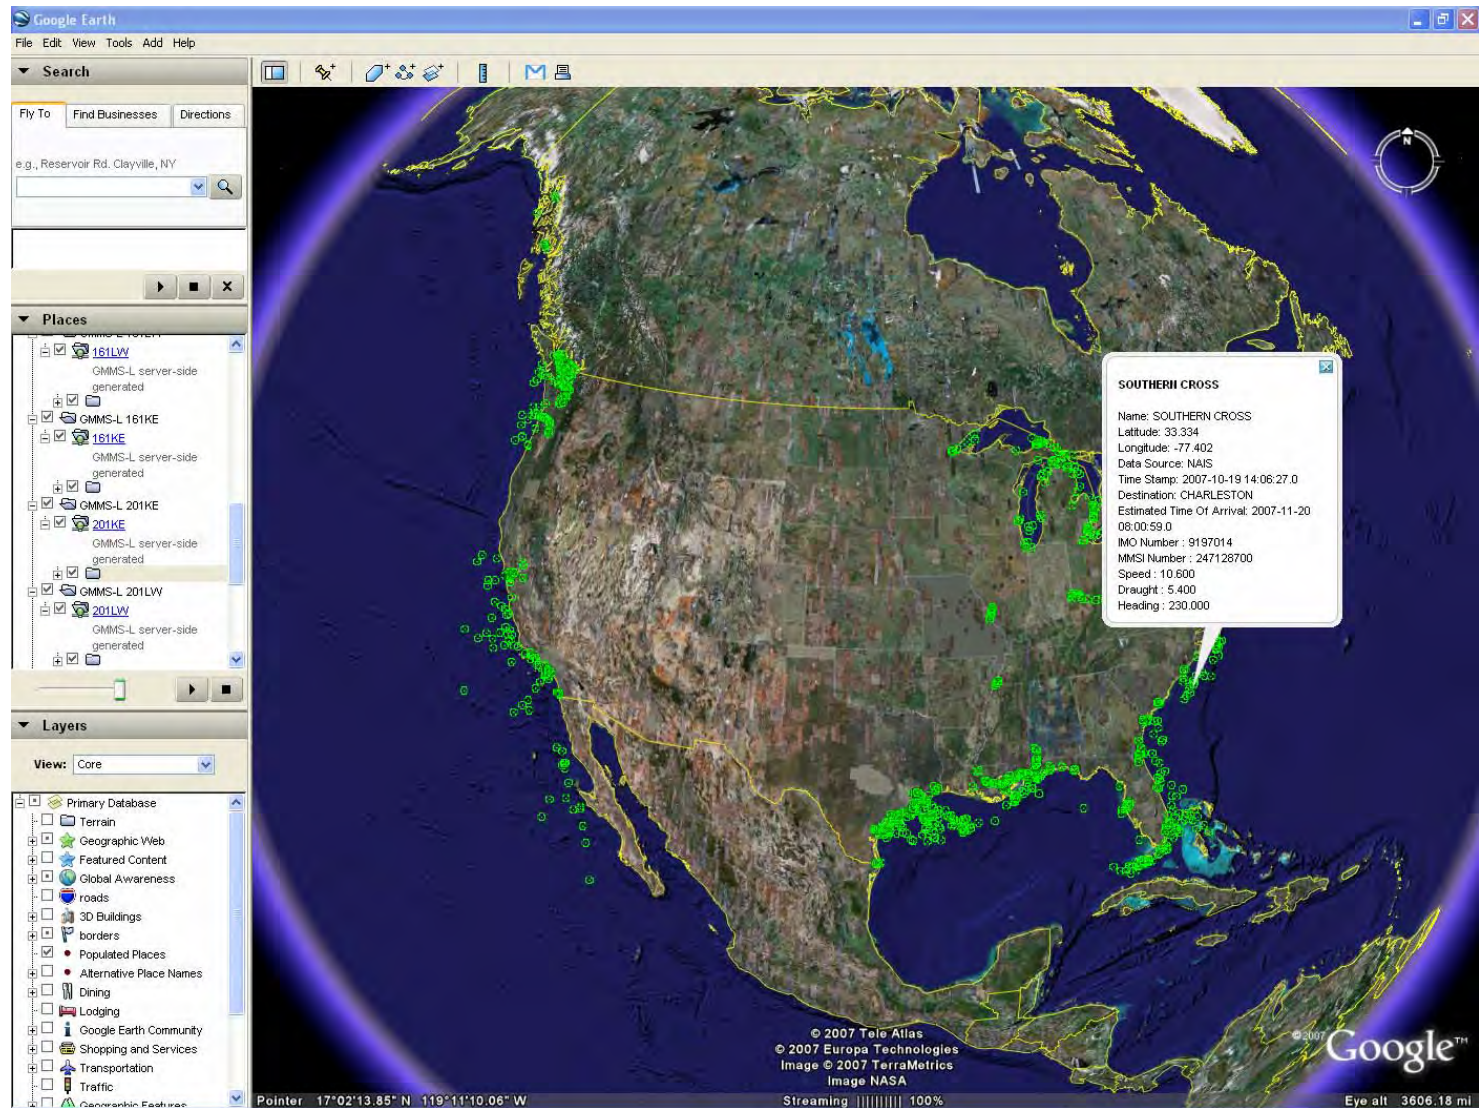 Google Earth
File Edit View Tools Add Help
Search
Fly To Find Businesses Directions
e.g., Reservoir Rd. Clayville, NY
Places
161LW
GMMS-L server-side
generated
GMMS-L 161KE
161KE
GMMS-L server-side
generated
GMMS-L 201KE
201KE
GMMS-L server-side
generated
GMMS-L 201LW
201LW
GMMS-L server-side
generated
Layers
View: Core
Primary Database
Terrain
Geographic Web
Featured Content
Global Awareness
roads
3D Buildings
borders
Populated Places
Alternative Place Names
Dining
Lodging
Google Earth Community
Shopping and Services
Transportation
Traffic
Geographic Features
N
SOUTHERN CROSS
Name: SOUTHERN CROSS
Latitude: 33.334
Longitude: -77.402
Data Source: NAIS
Time Stamp: 2007-10-19 14:06:27.0
Destination: CHARLESTON
Estimated Time Of Arrival: 2007-11-20
08:00:59.0
IMO Number : 9197014
MMSI Number : 247128700
Speed : 10.600
Draught : 5.400
Heading : 230.000
© 2007 Tele Atlas
© 2007 Europa Technologies
Image © 2007 TerraMetrics
Image NASA
©2007 Google™
Pointer 17°02'13.85" N 119°11'10.06" W Streaming |||||||||| 100% Eye alt 3606.18 mi